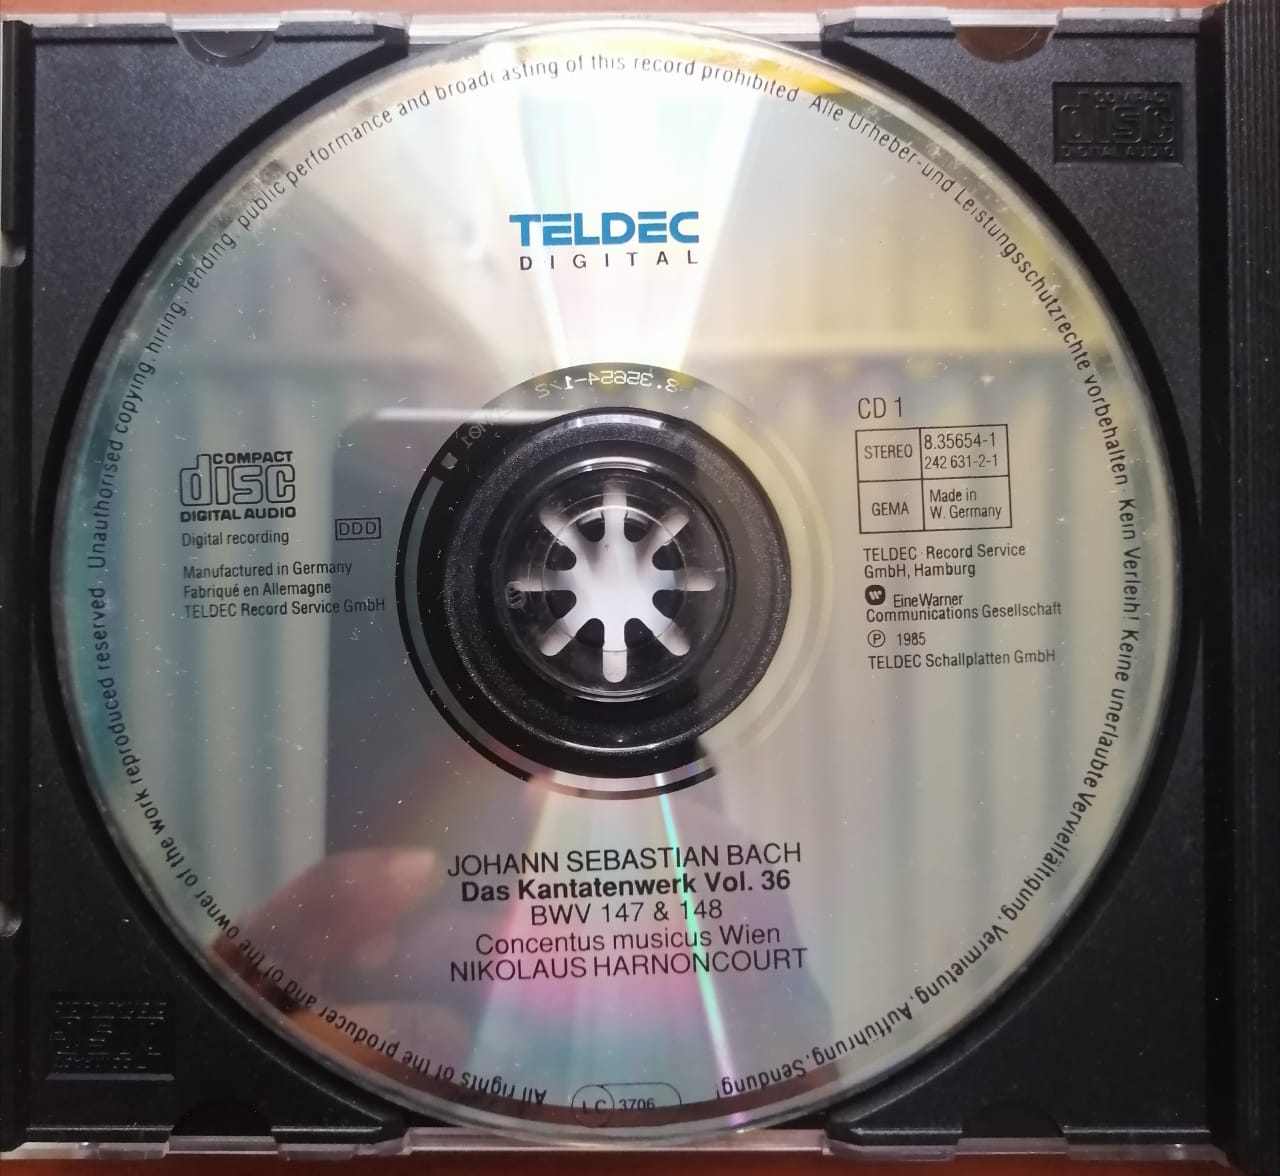 TELDEC
DIGITAL
COMPACT
disc
DIGITAL AUDIO
Digital recording
DDD
Manufactured in Germany
Fabriqué en Allemagne
TELDEC Record Service GmbH
CD 1
STEREO
8.35654-1
242 631-2-1
GEMA
Made in
W. Germany
TELDEC · Record Service
GmbH, Hamburg
Eine Warner
Communications Gesellschaft
℗ 1985
TELDEC Schallplatten GmbH
JOHANN SEBASTIAN BACH
Das Kantatenwerk Vol. 36
BWV 147 & 148
Concentus musicus Wien
NIKOLAUS HARNONCOURT
LC 3706
All rights of the producer and of the owner of the work reproduced reserved. Unauthorised copying, hiring, lending, public performance and broadcasting of this record prohibited. Alle Urheber- und Leistungsschutzrechte vorbehalten. Kein Verleih! Keine unerlaubte Vervielfältigung, Vermietung, Aufführung, Sendung!
COMPACT
disc
DIGITAL AUDIO